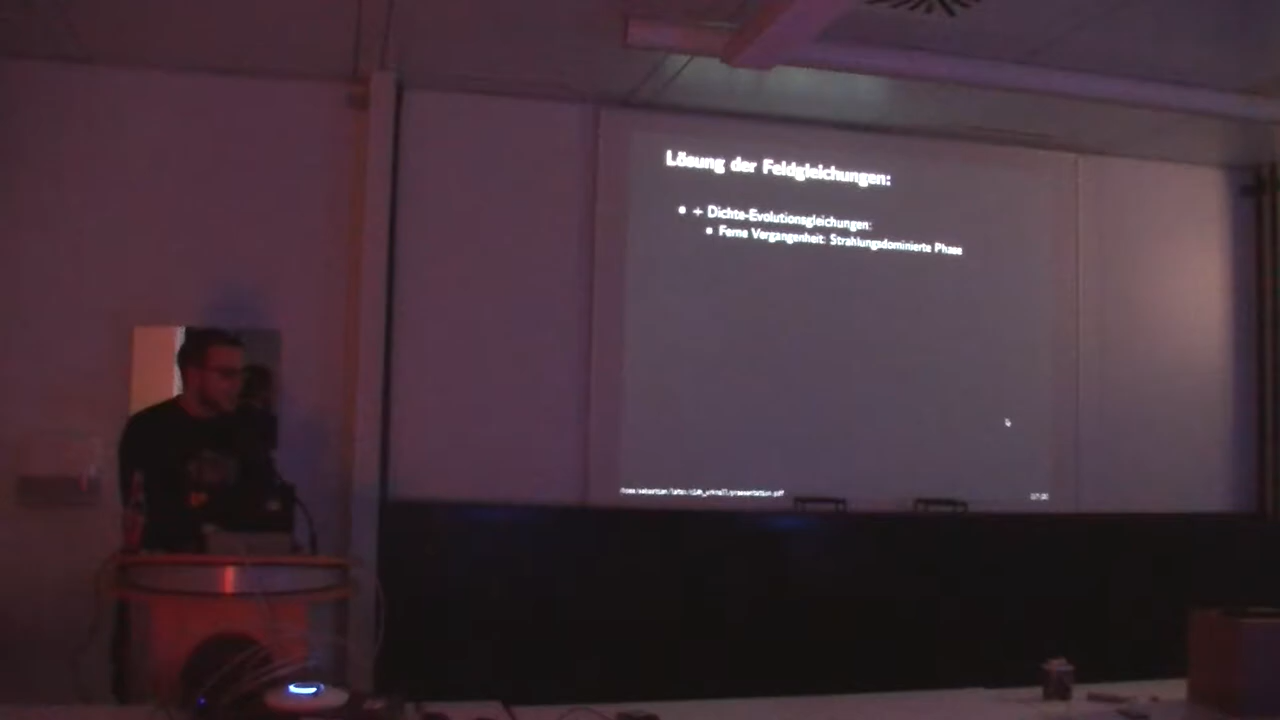 Lösung der Feldgleichungen:
• + Dichte-Evolutionsgleichungen:
• Ferne Vergangenheit: Strahlungsdominierte Phase